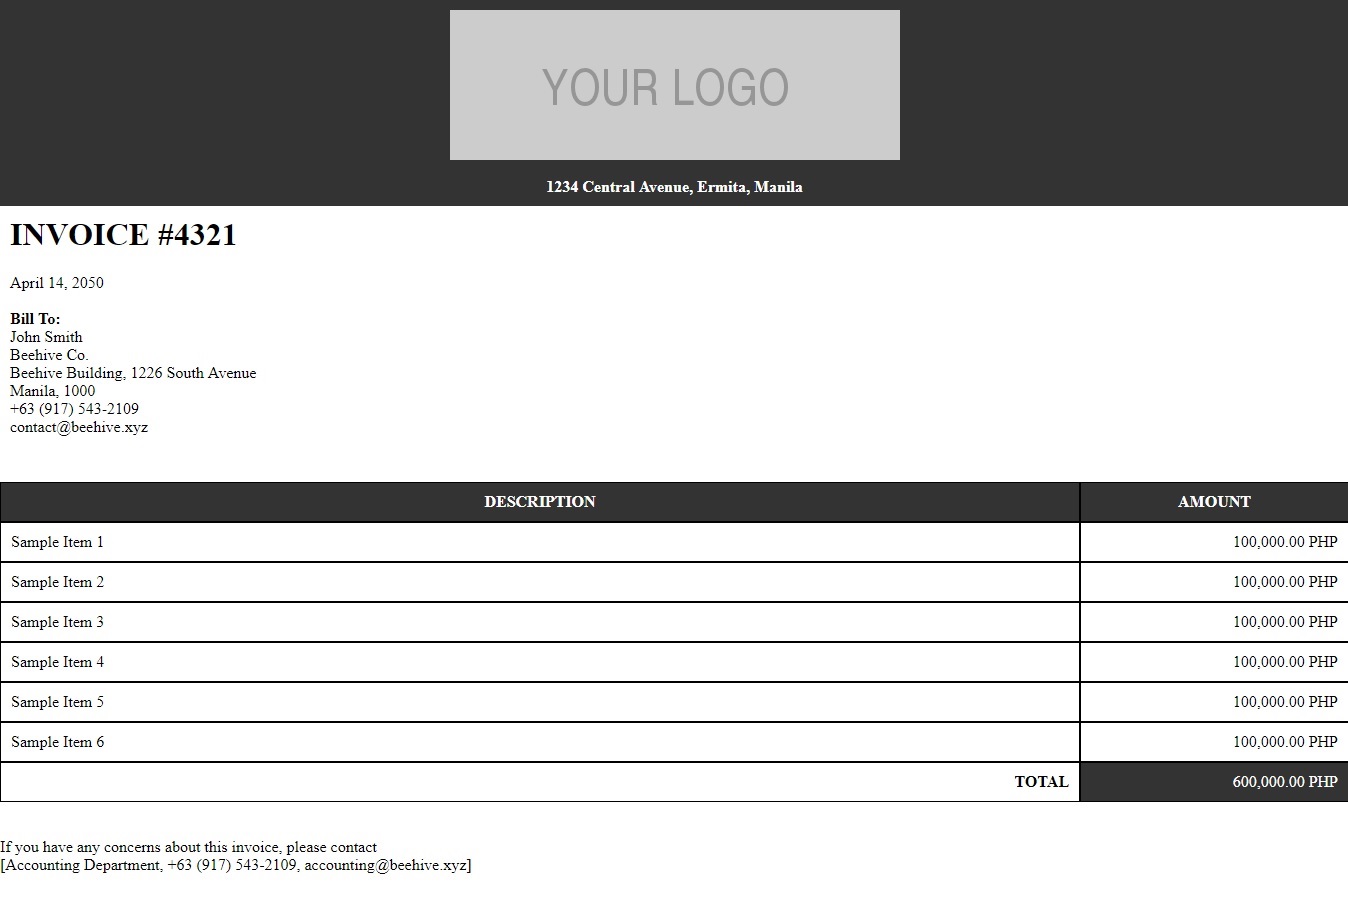 YOUR LOGO
1234 Central Avenue, Ermita, Manila
INVOICE #4321
April 14, 2050
Bill To:
John Smith
Beehive Co.
Beehive Building, 1226 South Avenue
Manila, 1000
+63 (917) 543-2109
contact@beehive.xyz
DESCRIPTION AMOUNT
Sample Item 1 100,000.00 PHP
Sample Item 2 100,000.00 PHP
Sample Item 3 100,000.00 PHP
Sample Item 4 100,000.00 PHP
Sample Item 5 100,000.00 PHP
Sample Item 6 100,000.00 PHP
TOTAL 600,000.00 PHP
If you have any concerns about this invoice, please contact
[Accounting Department, +63 (917) 543-2109, accounting@beehive.xyz]